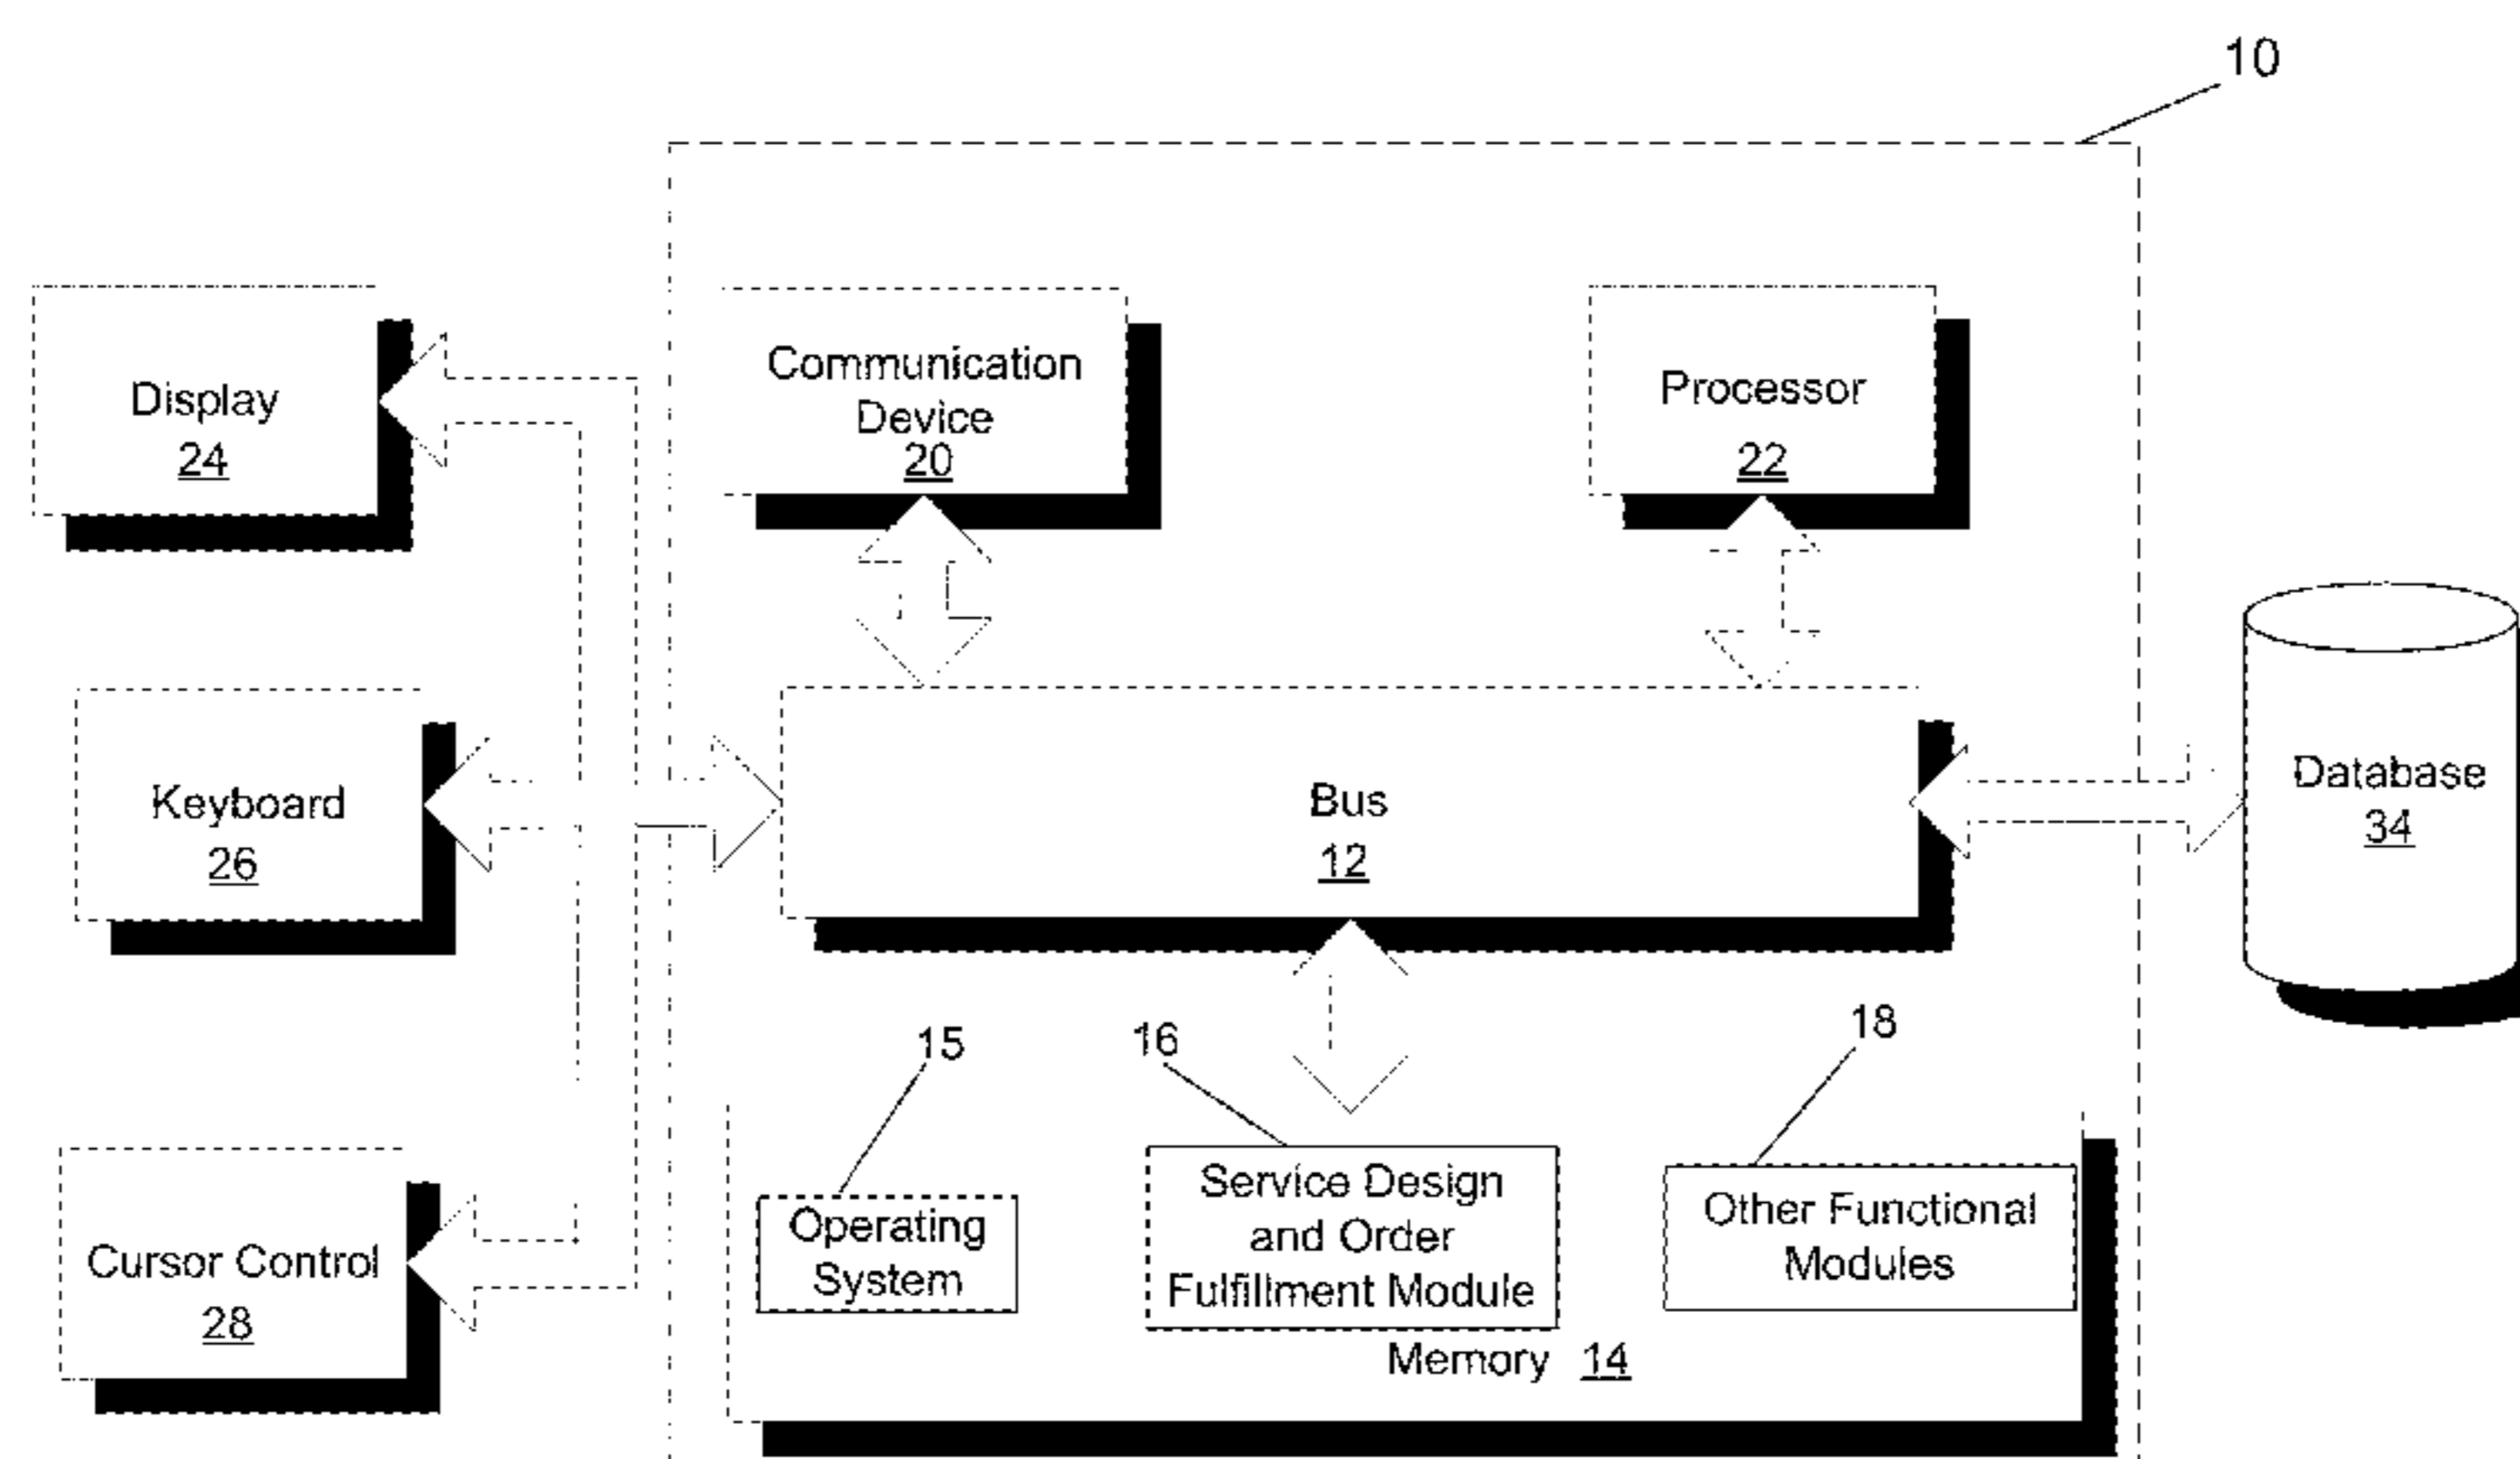 10
Display
24
Communication
Device
20
Processor
22
Keyboard
26
Bus
12
Database
34
15
16
18
Cursor Control
28
Operating
System
Service Design
and Order
Fulfillment Module
Other Functional
Modules
Memory 14